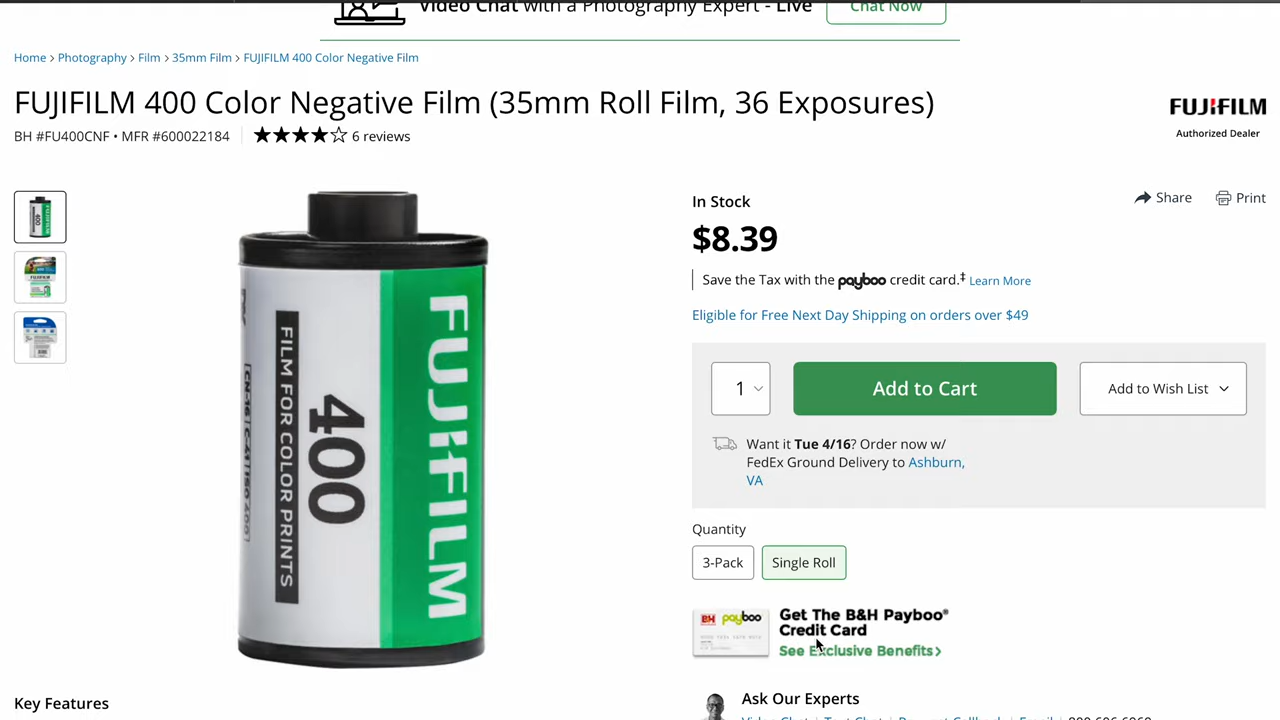 Video Chat with a Photography Expert - Live
Chat Now
Home > Photography > Film > 35mm Film > FUJIFILM 400 Color Negative Film
FUJIFILM 400 Color Negative Film (35mm Roll Film, 36 Exposures)
BH #FU400CNF • MFR #600022184
6 reviews
FUJIFILM
Authorized Dealer
FUJIFILM
400
FILM FOR COLOR PRINTS
In Stock
Share
Print
$8.39
Save the Tax with the payboo credit card.‡ Learn More
Eligible for Free Next Day Shipping on orders over $49
1
Add to Cart
Add to Wish List
Want it Tue 4/16? Order now w/
FedEx Ground Delivery to Ashburn,
VA
Quantity
3-Pack
Single Roll
BH payboo
Get The B&H Payboo®
Credit Card
See Exclusive Benefits>
Key Features
Ask Our Experts